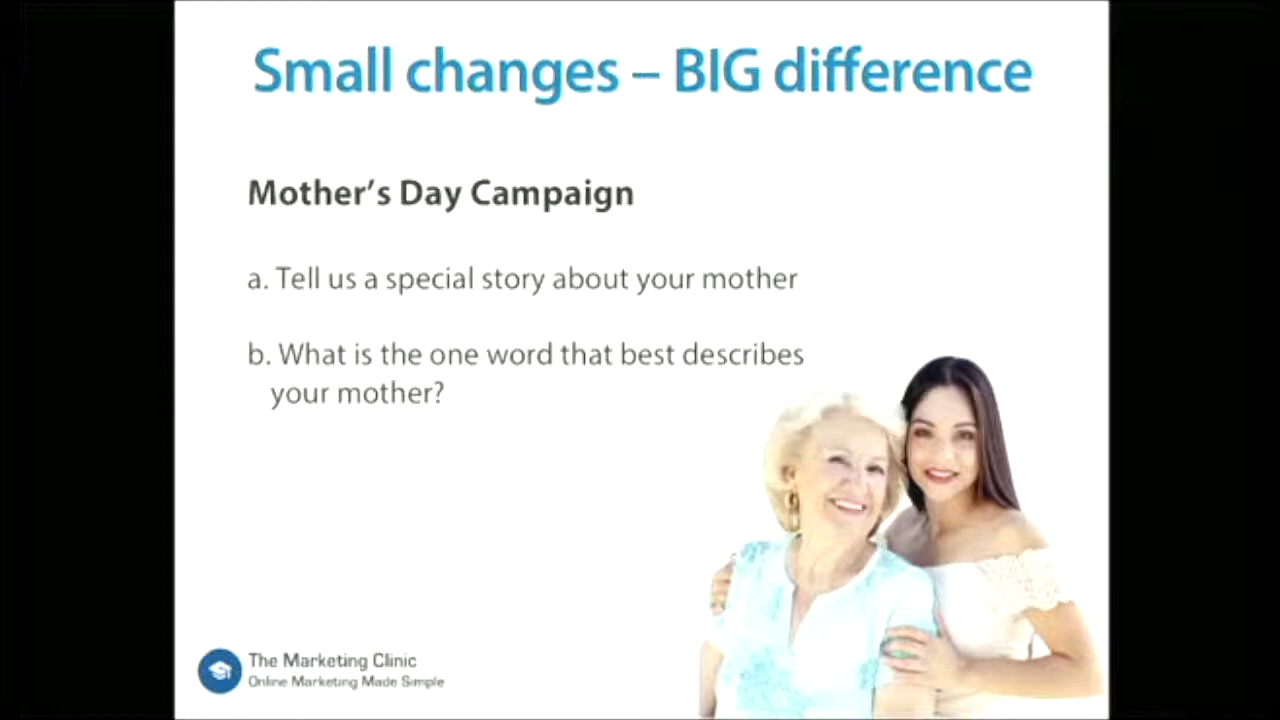 Small changes – BIG difference
Mother’s Day Campaign
a. Tell us a special story about your mother
b. What is the one word that best describes
your mother?
The Marketing Clinic
Online Marketing Made Simple